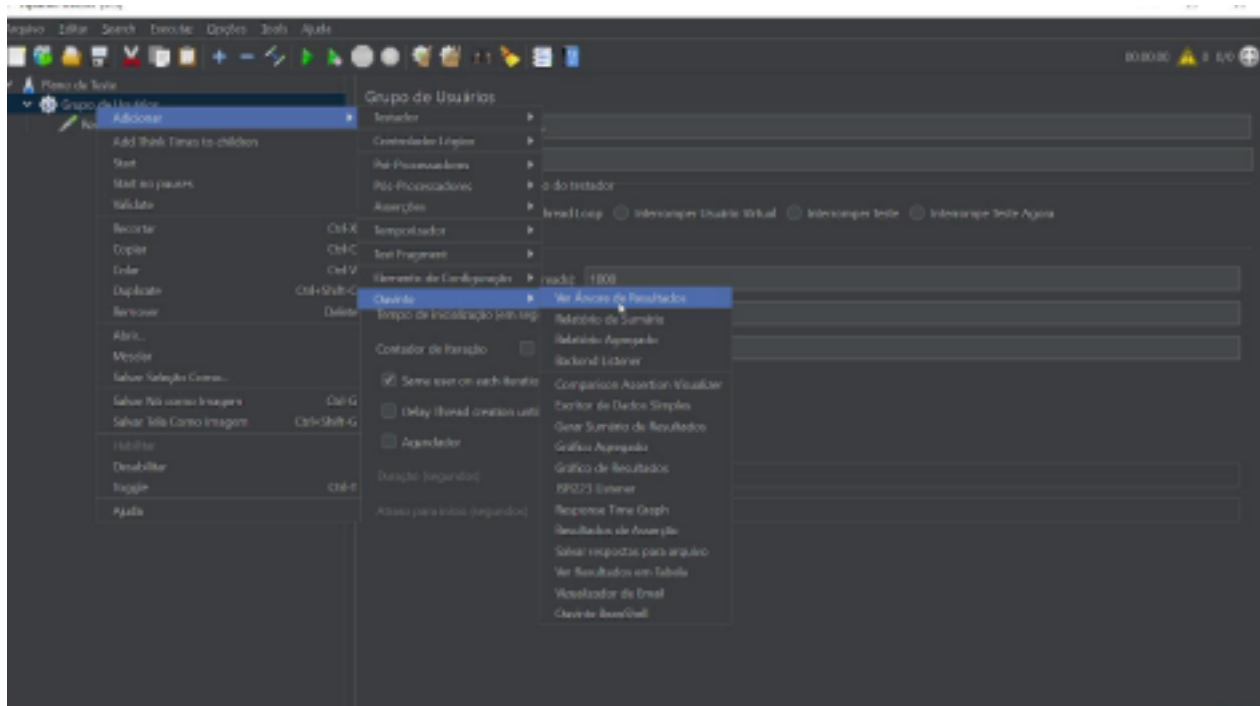 Arquivo Editar Search Executar Opções Tools Ajuda
00:00:00 0 0/0
Plano de Teste
Grupo de Usuários
Grupo de Usuários
Adicionar
Add Think Times to children
Start
Start no pauses
Validate
Recortar Ctrl-X
Copiar Ctrl-C
Colar Ctrl-V
Duplicate Ctrl+Shift-C
Remover Delete
Abrir...
Mesclar
Salvar Seleção Como...
Salvar Nó como Imagem Ctrl-G
Salvar Tela Como Imagem Ctrl+Shift-G
Habilitar
Desabilitar
Toggle
Ajuda
Testador
Controlador Lógico
Pré-Processadores
Pós-Processadores
Asserções
Temporizador
Test Fragment
Elemento de Configuração
Ouvinte
do testador
Thread Loop Interromper Usuário Virtual Interromper Teste Interrompe Teste Agora
1000
Tempo de inicialização (em
Contador de Iteração
Same user on each iteratio
Delay Thread creation unti
Agendador
Duração (segundos)
Atraso para início (segundos)
Ver Árvore de Resultados
Relatório de Sumário
Relatório Agregado
Backend Listener
Comparison Assertion Visualizer
Escritor de Dados Simples
Gerar Sumário de Resultados
Gráfico Agregado
Gráfico de Resultados
JSR223 Listener
Response Time Graph
Resultados de Asserção
Salvar respostas para arquivo
Ver Resultados em Tabela
Visualizador de Email
Ouvinte BeanShell